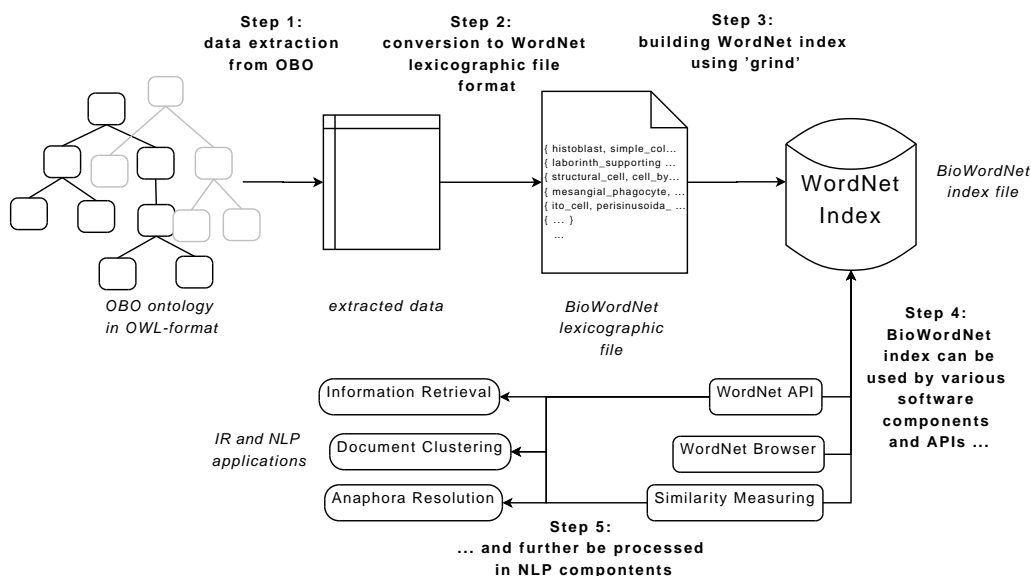 Step 1:
data extraction
from OBO
Step 2:
conversion to WordNet
lexicographic file
format
Step 3:
building WordNet index
using 'grind'
{ histoblast, simple_col...
{ laborinth_supporting ...
{ structural_cell, cell_by...
{ mesangial_phagocyte, ...
{ ito_cell, perisinusoida_ ...
{ ... }
...
WordNet
Index
BioWordNet
index file
OBO ontology
in OWL-format
extracted data
BioWordNet
lexicographic
file
Step 4:
BioWordNet
index can be
used by various
software
components
and APIs ...
Information Retrieval
Document Clustering
Anaphora Resolution
IR and NLP
applications
WordNet API
WordNet Browser
Similarity Measuring
Step 5:
... and further be processed
in NLP compontents